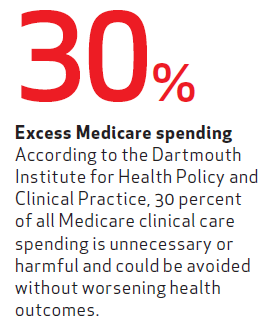 30%
Excess Medicare spending
According to the Dartmouth
Institute for Health Policy and
Clinical Practice, 30 percent
of all Medicare clinical care
spending is unnecessary or
harmful and could be avoided
without worsening health
outcomes.